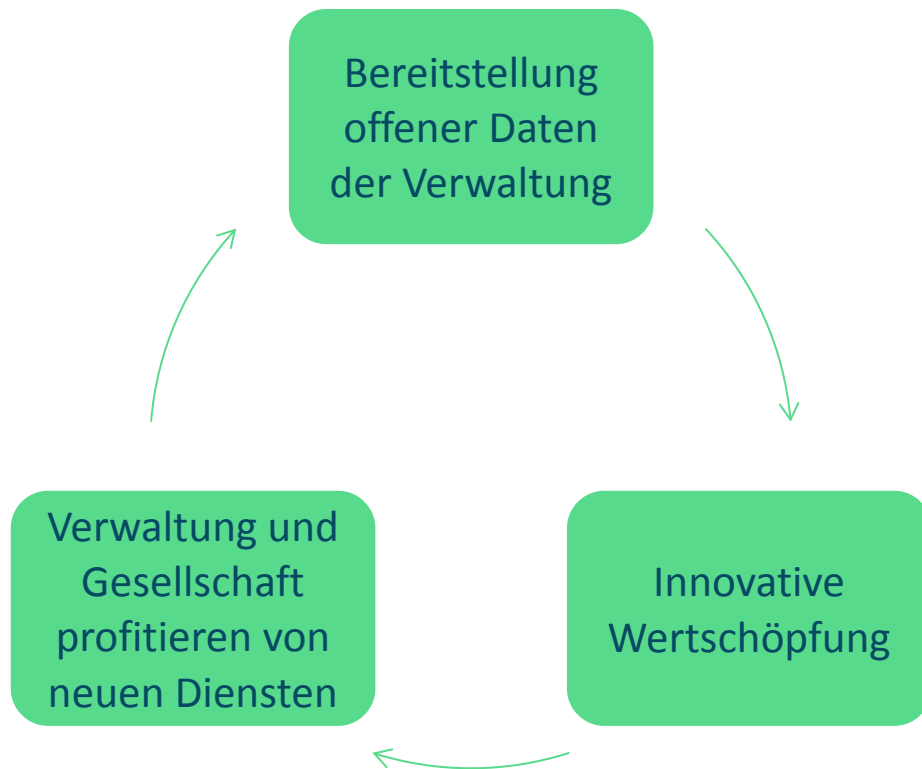 Bereitstellung
offener Daten
der Verwaltung
Innovative
Wertschöpfung
Verwaltung und
Gesellschaft
profitieren von
neuen Diensten